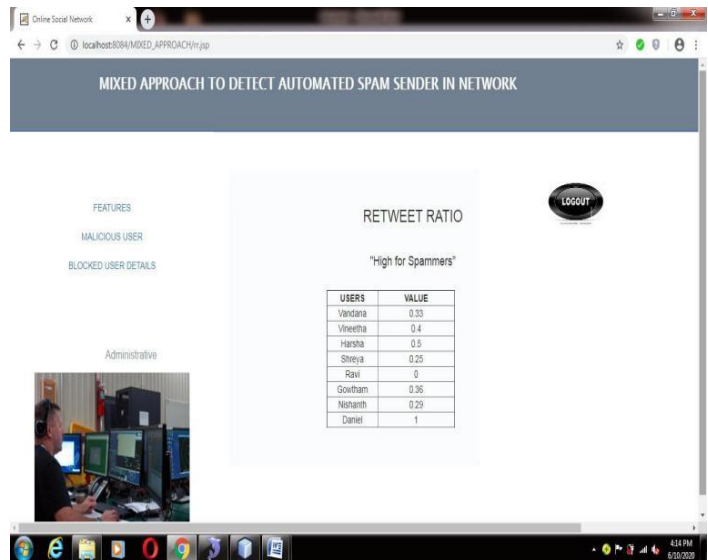 Online Social Network
localhost:8084/MIXED_APPROACH/rr.jsp
MIXED APPROACH TO DETECT AUTOMATED SPAM SENDER IN NETWORK
FEATURES
MALICIOUS USER
BLOCKED USER DETAILS
Administrative
RETWEET RATIO
"High for Spammers"
USERS VALUE
Vandana 0.33
Vineetha 0.4
Harsha 0.5
Shreya 0.25
Ravi 0
Gowtham 0.36
Nishanth 0.29
Daniel 1
LOGOUT
4:14 PM
6/10/2020